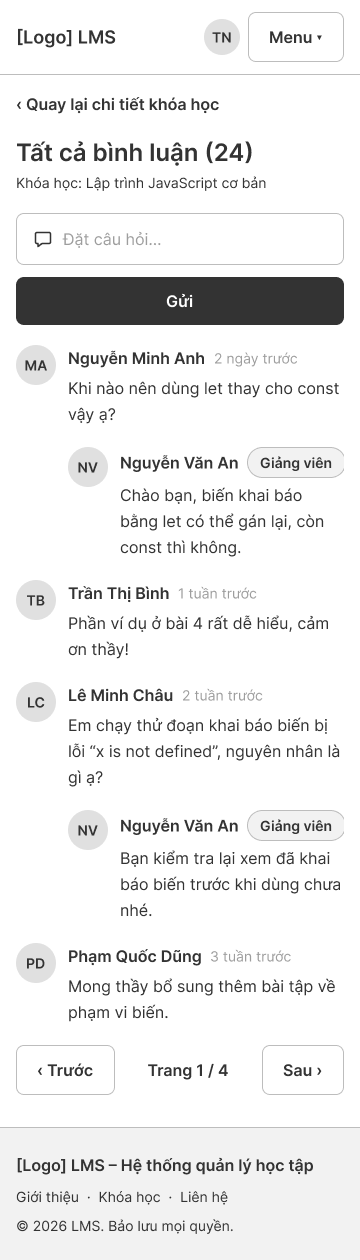 [Logo] LMS
TN
Menu ▾
‹ Quay lại chi tiết khóa học
Tất cả bình luận (24)
Khóa học: Lập trình JavaScript cơ bản
Đặt câu hỏi...
Gửi
MA
Nguyễn Minh Anh 2 ngày trước
Khi nào nên dùng let thay cho const
vậy ạ?
NV
Nguyễn Văn An Giảng viên
Chào bạn, biến khai báo
bằng let có thể gán lại, còn
const thì không.
TB
Trần Thị Bình 1 tuần trước
Phần ví dụ ở bài 4 rất dễ hiểu, cảm
ơn thầy!
LC
Lê Minh Châu 2 tuần trước
Em chạy thử đoạn khai báo biến bị
lỗi “x is not defined”, nguyên nhân là
gì ạ?
NV
Nguyễn Văn An Giảng viên
Bạn kiểm tra lại xem đã khai
báo biến trước khi dùng chưa
nhé.
PD
Phạm Quốc Dũng 3 tuần trước
Mong thầy bổ sung thêm bài tập về
phạm vi biến.
‹ Trước
Trang 1 / 4
Sau ›
[Logo] LMS – Hệ thống quản lý học tập
Giới thiệu · Khóa học · Liên hệ
© 2026 LMS. Bảo lưu mọi quyền.